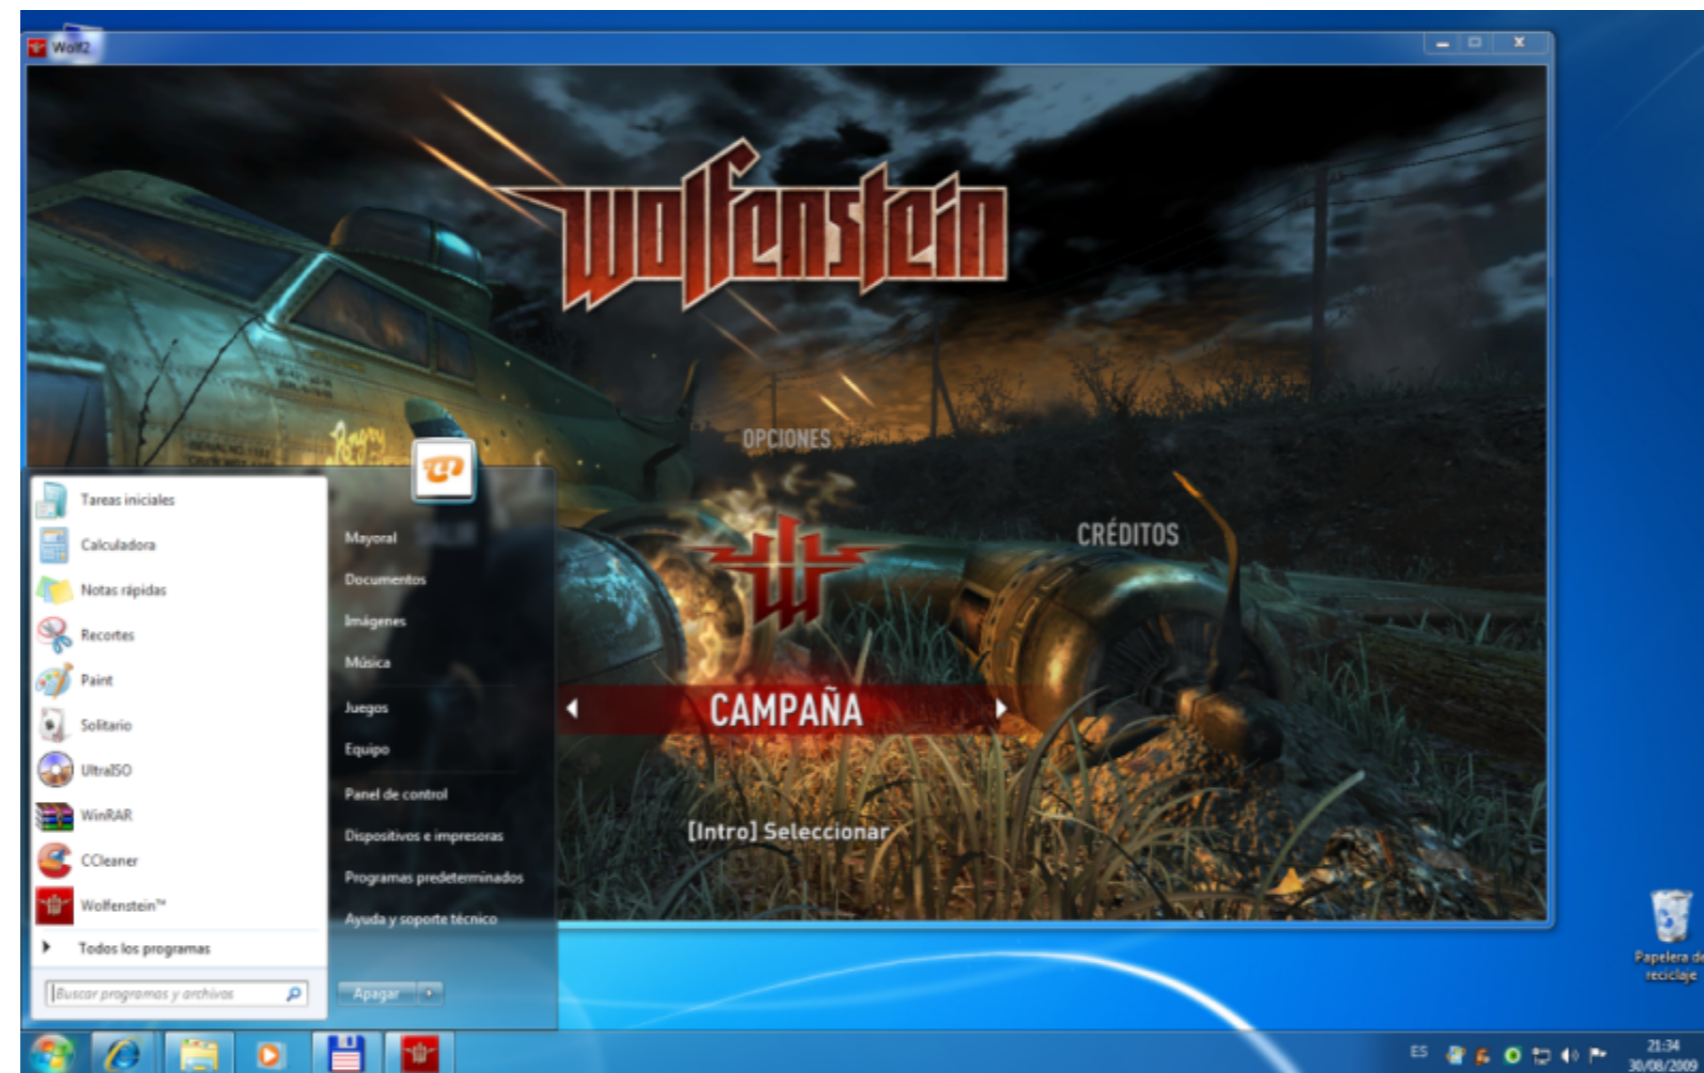 Wolf2
Wolfenstein
OPCIONES
CRÉDITOS
CAMPAÑA
[Intro] Seleccionar
Angry
Tareas iniciales
Calculadora
Notas rápidas
Recortes
Paint
Solitario
UltraISO
WinRAR
CCleaner
Wolfenstein™
Todos los programas
Buscar programas y archivos
Mayoral
Documentos
Imágenes
Música
Juegos
Equipo
Panel de control
Dispositivos e impresoras
Programas predeterminados
Ayuda y soporte técnico
Apagar
Papelera de
reciclaje
ES
21:34
30/08/2009